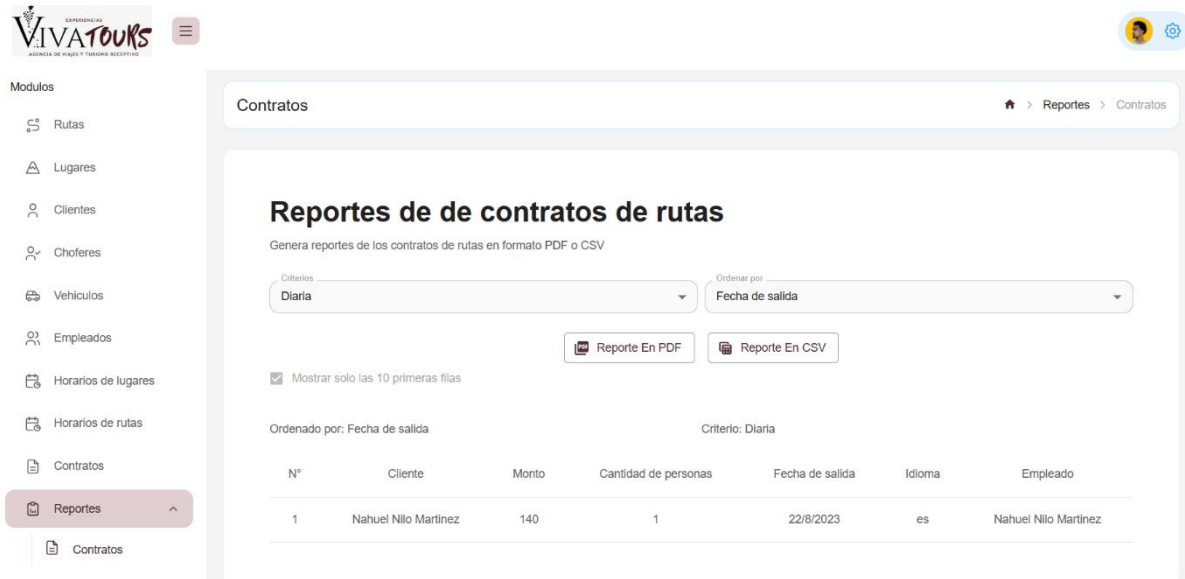 EXPERIENCIAS
VIVATOURS
AGENCIA DE VIAJES Y TURISMO RECEPTIVO
Modulos
Rutas
Lugares
Clientes
Choferes
Vehiculos
Empleados
Horarios de lugares
Horarios de rutas
Contratos
Reportes
Contratos
Contratos
> Reportes > Contratos
Reportes de de contratos de rutas
Genera reportes de los contratos de rutas en formato PDF o CSV
Criterios
Diaria
Ordenar por
Fecha de salida
PDF Reporte En PDF
Reporte En CSV
Mostrar solo las 10 primeras filas
Ordenado por: Fecha de salida Criterio: Diaria
N° Cliente Monto Cantidad de personas Fecha de salida Idioma Empleado
1 Nahuel Nilo Martinez 140 1 22/8/2023 es Nahuel Nilo Martinez